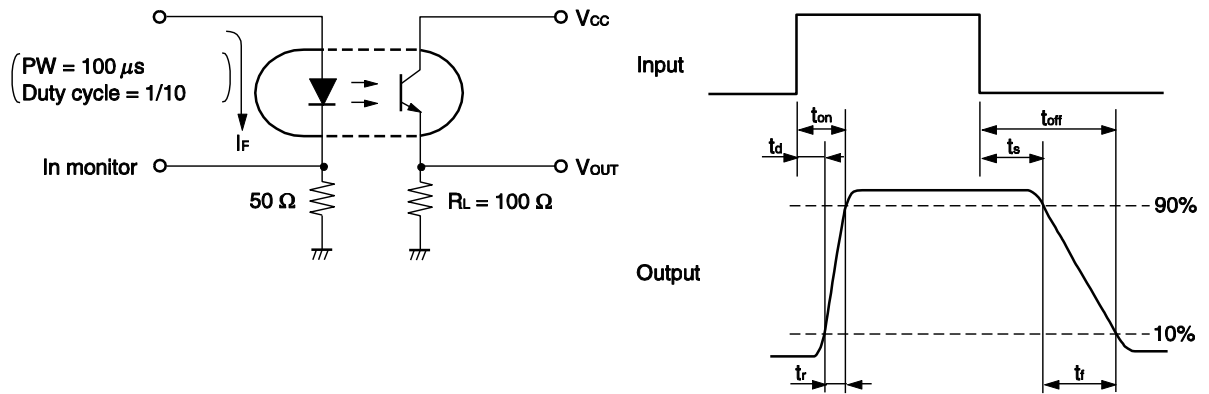 Vcc
PW = 100 μs
Duty cycle = 1/10
IF
In monitor
VOUT
50 Ω
RL = 100 Ω
Input
ton
toff
td
ts
90%
Output
10%
tr
tf